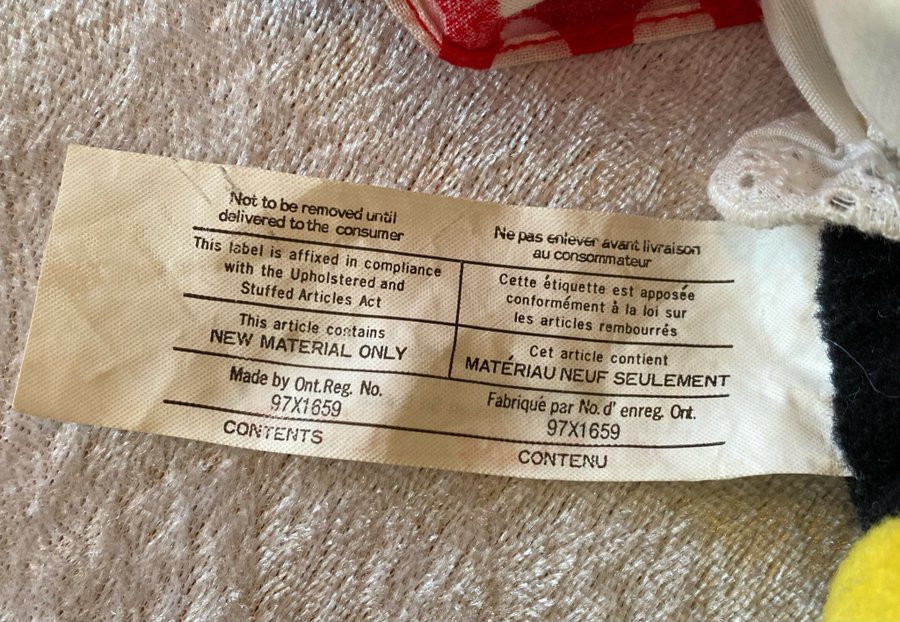 Not to be removed until
delivered to the consumer
This label is affixed in compliance
with the Upholstered and
Stuffed Articles Act
This article contains
NEW MATERIAL ONLY
Made by Ont. Reg. No.
97X1659
CONTENTS
Ne pas enlever avant livraison
au consommateur
Cette étiquette est apposée
conformément à la loi sur
les articles rembourrés
Cet article contient
MATÉRIAU NEUF SEULEMENT
Fabriqué par No. d' enreg. Ont.
97X1659
CONTENU